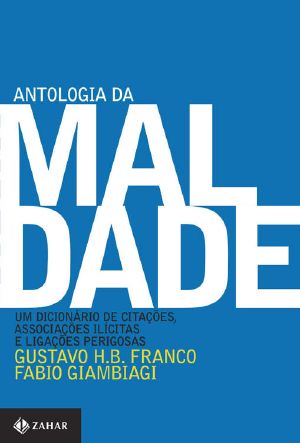 ANTOLOGIA DA
MAL
DADE
UM DICIONÁRIO DE CITAÇÕES,
ASSOCIAÇÕES ILÍCITAS
E LIGAÇÕES PERIGOSAS
GUSTAVO H.B. FRANCO
FABIO GIAMBIAGI
Z
ZAHAR